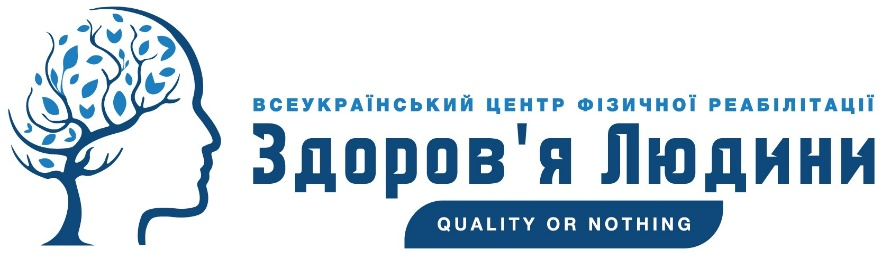 ВСЕУКРАЇНСЬКИЙ ЦЕНТР ФІЗИЧНОЇ РЕАБІЛІТАЦІЇ
Здоров'я Людини
QUALITY OR NOTHING